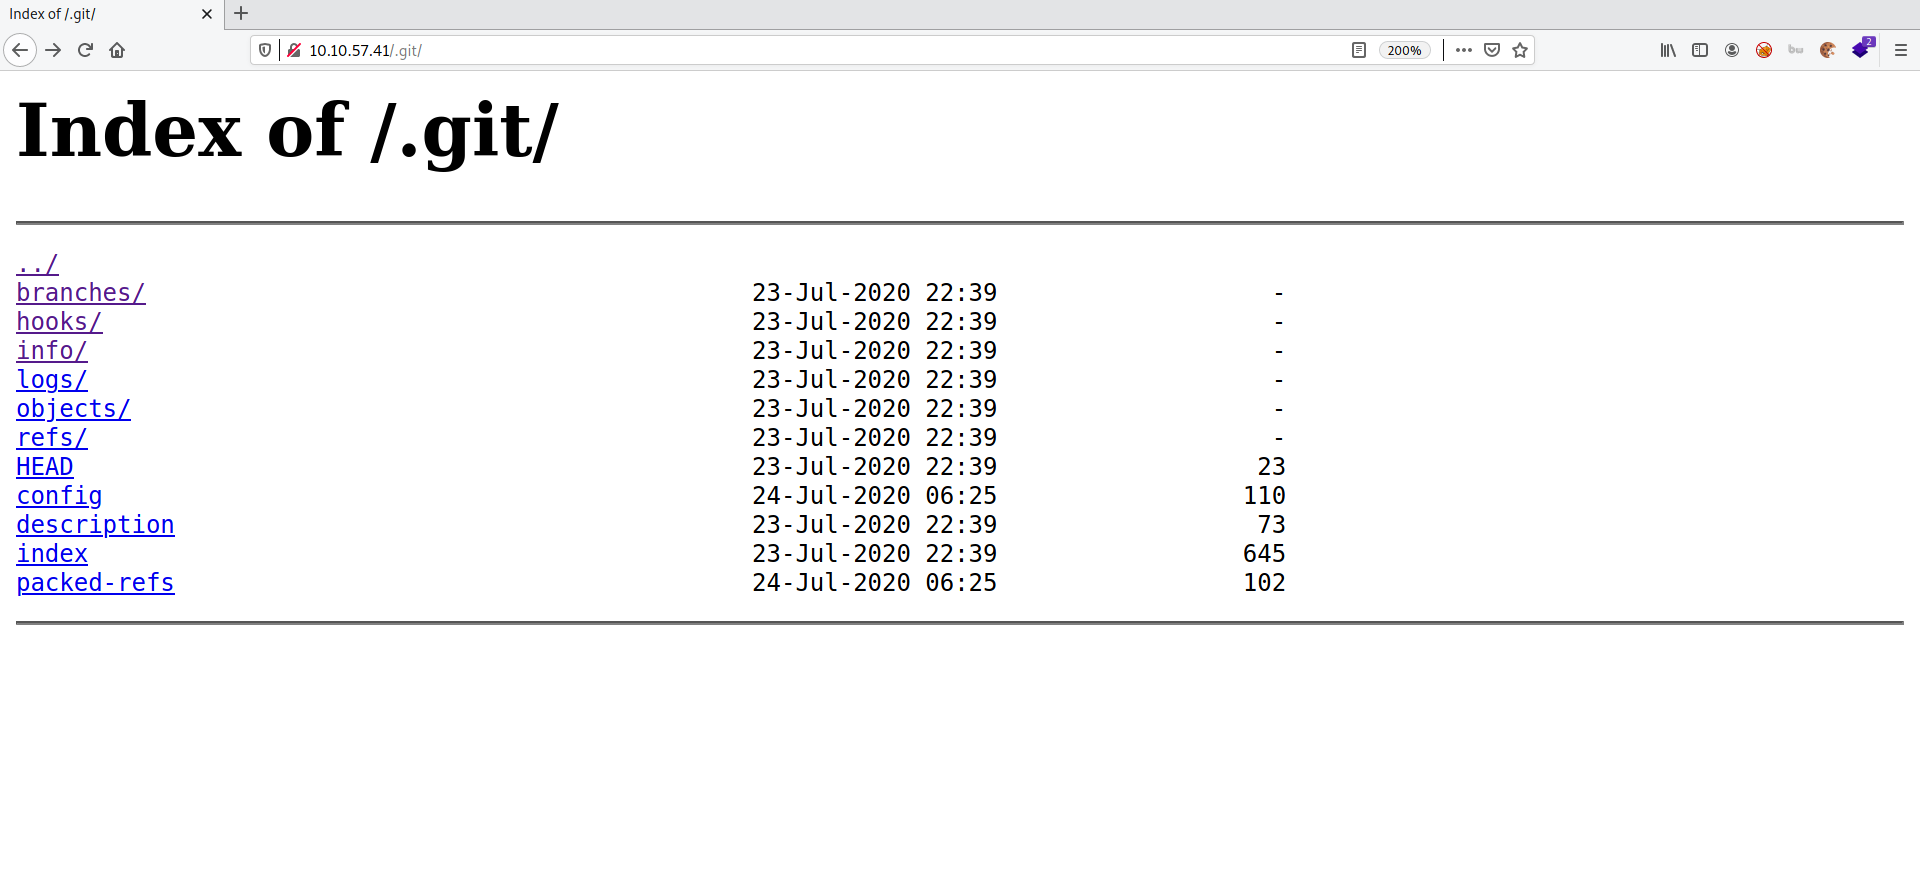 Index of /.git/
10.10.57.41/.git/ 200%
2
Index of /.git/
../
branches/ 23-Jul-2020 22:39 -
hooks/ 23-Jul-2020 22:39 -
info/ 23-Jul-2020 22:39 -
logs/ 23-Jul-2020 22:39 -
objects/ 23-Jul-2020 22:39 -
refs/ 23-Jul-2020 22:39 -
HEAD 23-Jul-2020 22:39 23
config 24-Jul-2020 06:25 110
description 23-Jul-2020 22:39 73
index 23-Jul-2020 22:39 645
packed-refs 24-Jul-2020 06:25 102